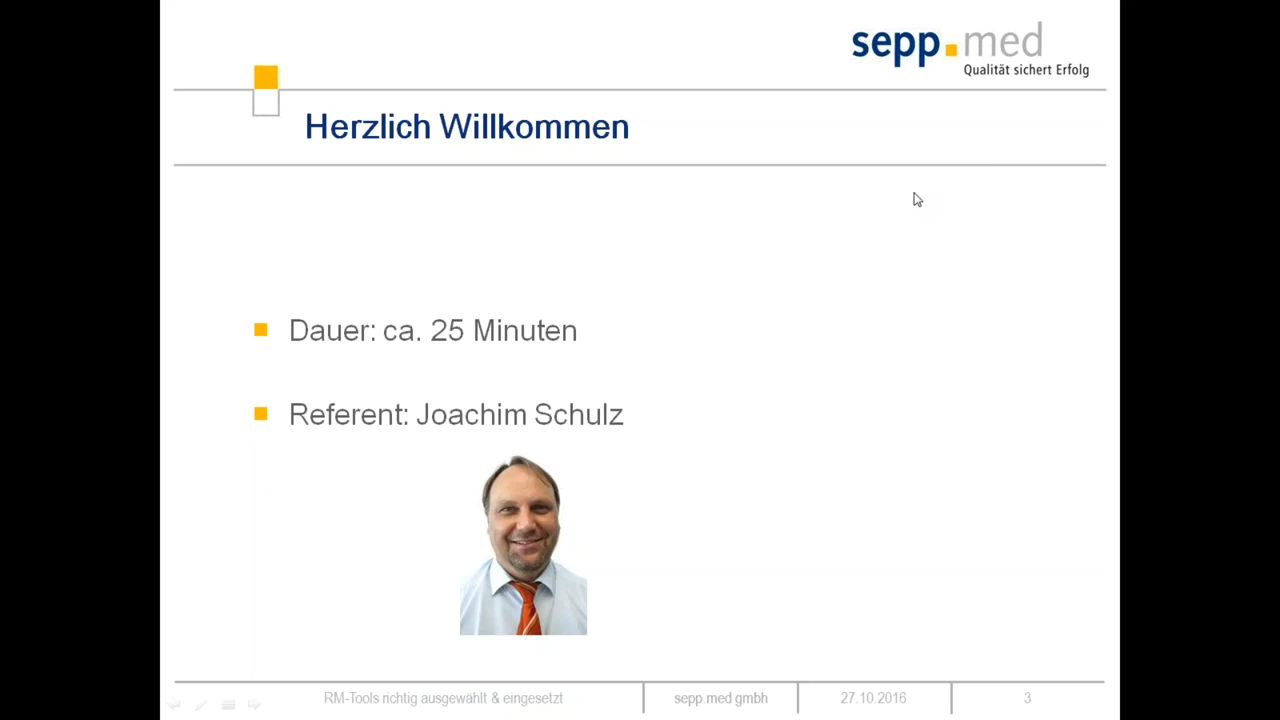 sepp.med
Qualität sichert Erfolg
Herzlich Willkommen
Dauer: ca. 25 Minuten
Referent: Joachim Schulz
RM-Tools richtig ausgewählt & eingesetzt
sepp.med gmbh
27.10.2016
3